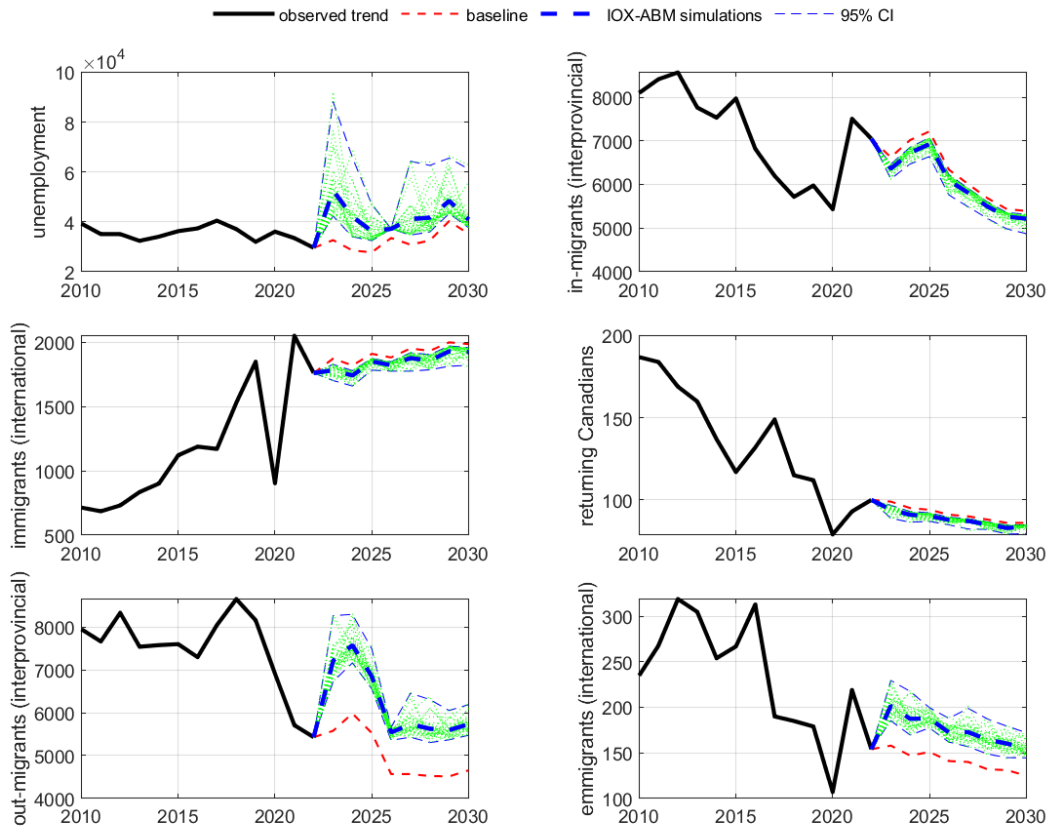 observed trend baseline IOX-ABM simulations 95% CI
×10⁴
10
8
6
4
2
unemployment
2010 2015 2020 2025 2030
8000
7000
6000
5000
4000
in-migrants (interprovincial)
2010 2015 2020 2025 2030
2000
1500
1000
500
immigrants (international)
2010 2015 2020 2025 2030
200
150
100
returning Canadians
2010 2015 2020 2025 2030
8000
7000
6000
5000
4000
out-migrants (interprovincial)
2010 2015 2020 2025 2030
300
250
200
150
100
emmigrants (international)
2010 2015 2020 2025 2030